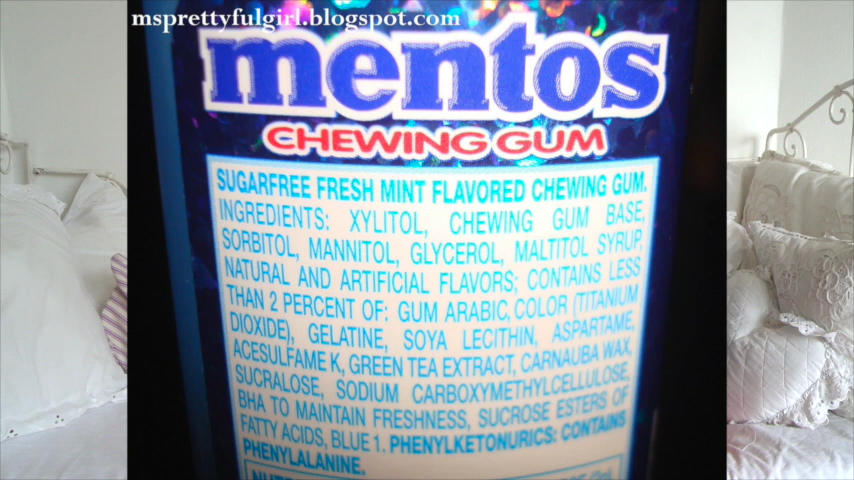 msprettyfulgirl.blogspot.com
mentos
CHEWING GUM
SUGARFREE FRESH MINT FLAVORED CHEWING GUM.
INGREDIENTS: XYLITOL, CHEWING GUM BASE,
SORBITOL, MANNITOL, GLYCEROL, MALTITOL SYRUP,
NATURAL AND ARTIFICIAL FLAVORS; CONTAINS LESS
THAN 2 PERCENT OF: GUM ARABIC, COLOR (TITANIUM
DIOXIDE), GELATINE, SOYA LECITHIN, ASPARTAME,
ACESULFAME K, GREEN TEA EXTRACT, CARNAUBA WAX,
SUCRALOSE, SODIUM CARBOXYMETHYLCELLULOSE,
BHA TO MAINTAIN FRESHNESS, SUCROSE ESTERS OF
FATTY ACIDS, BLUE 1. PHENYLKETONURICS: CONTAINS
PHENYLALANINE.